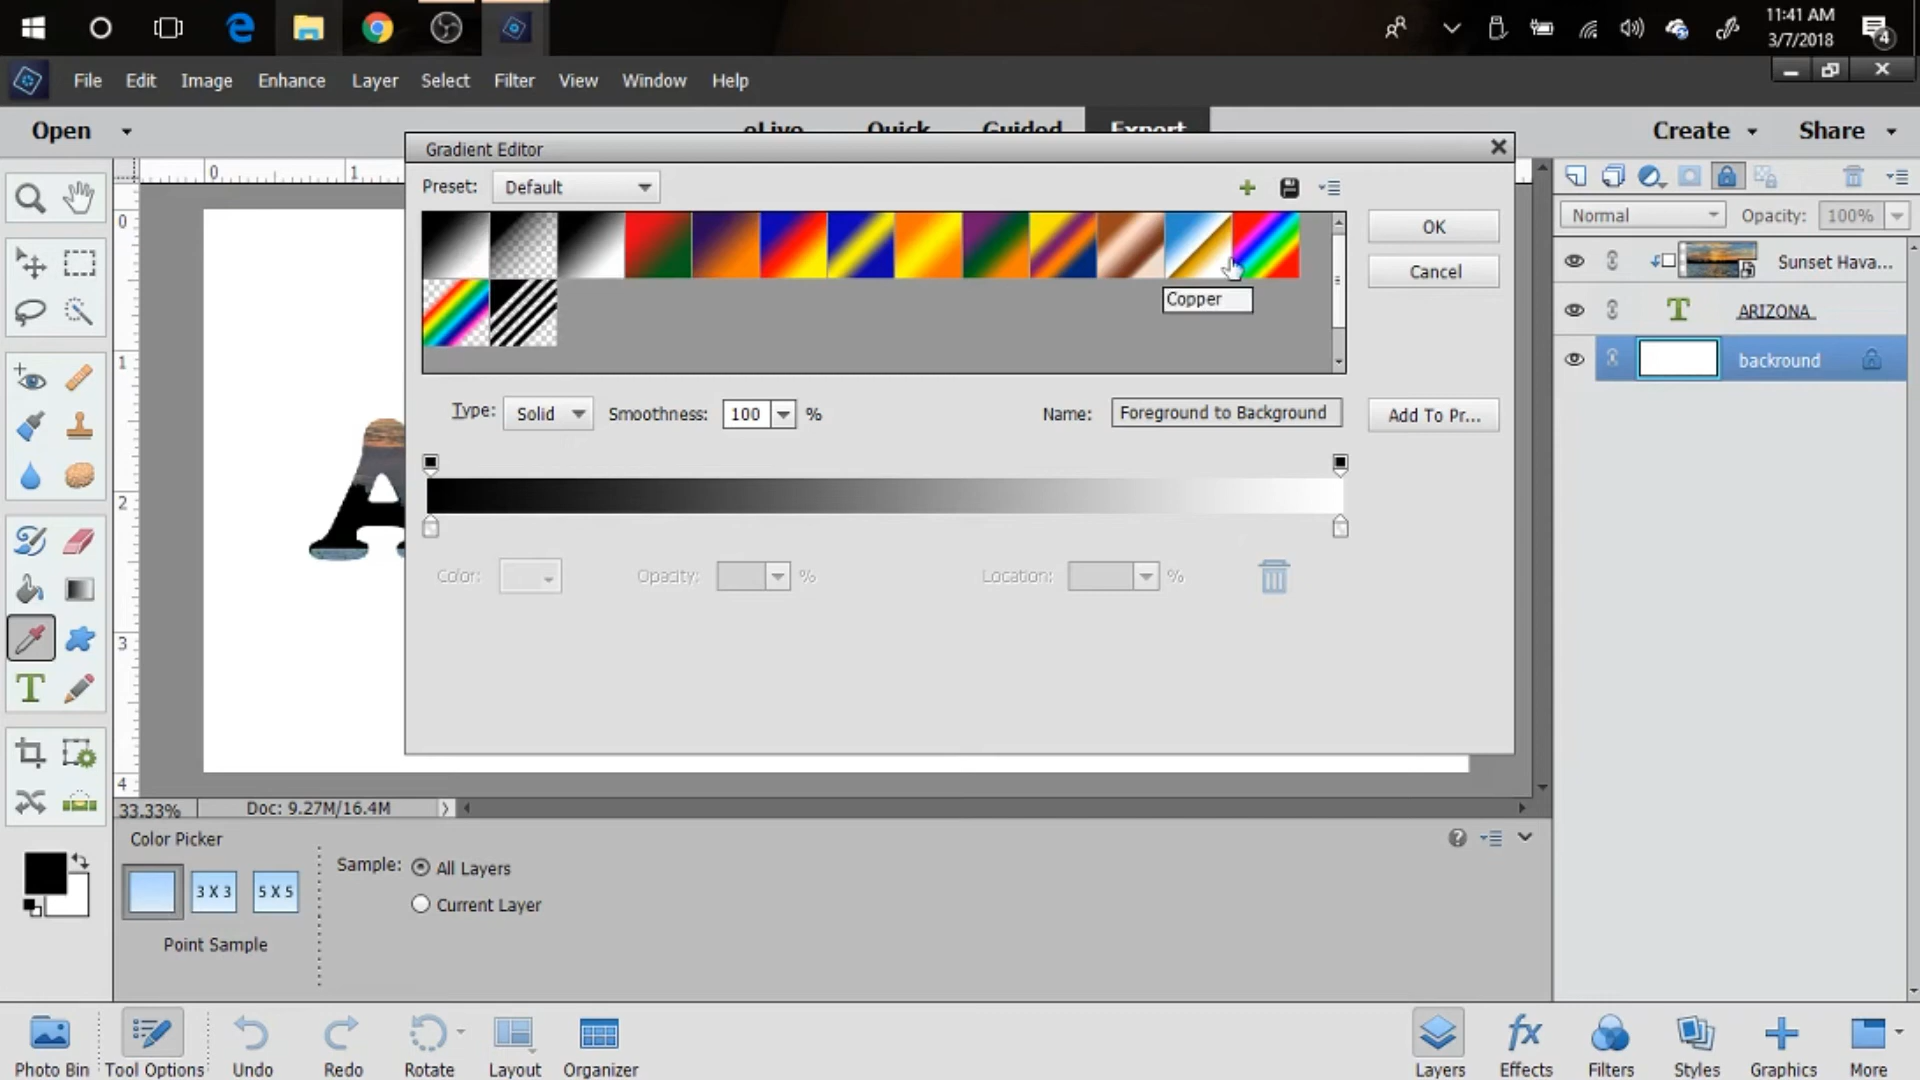 11:41 AM
3/7/2018
4
File Edit Image Enhance Layer Select Filter View Window Help
Open
eLive Quick Guided Expert
Create Share
Gradient Editor
Preset: Default
OK
Cancel
Copper
Type: Solid Smoothness: 100 %
Name: Foreground to Background
Add To Pr...
Color: Opacity: % Location: %
Normal Opacity: 100%
Sunset Hava...
T ARIZONA
backround
0 1
0
1
2
3
4
A
T
33.33% Doc: 9.27M/16.4M
Color Picker
Sample: All Layers
Current Layer
3 X 3 5 X 5
Point Sample
Photo Bin Tool Options Undo Redo Rotate Layout Organizer
fx
Layers Effects Filters Styles Graphics More